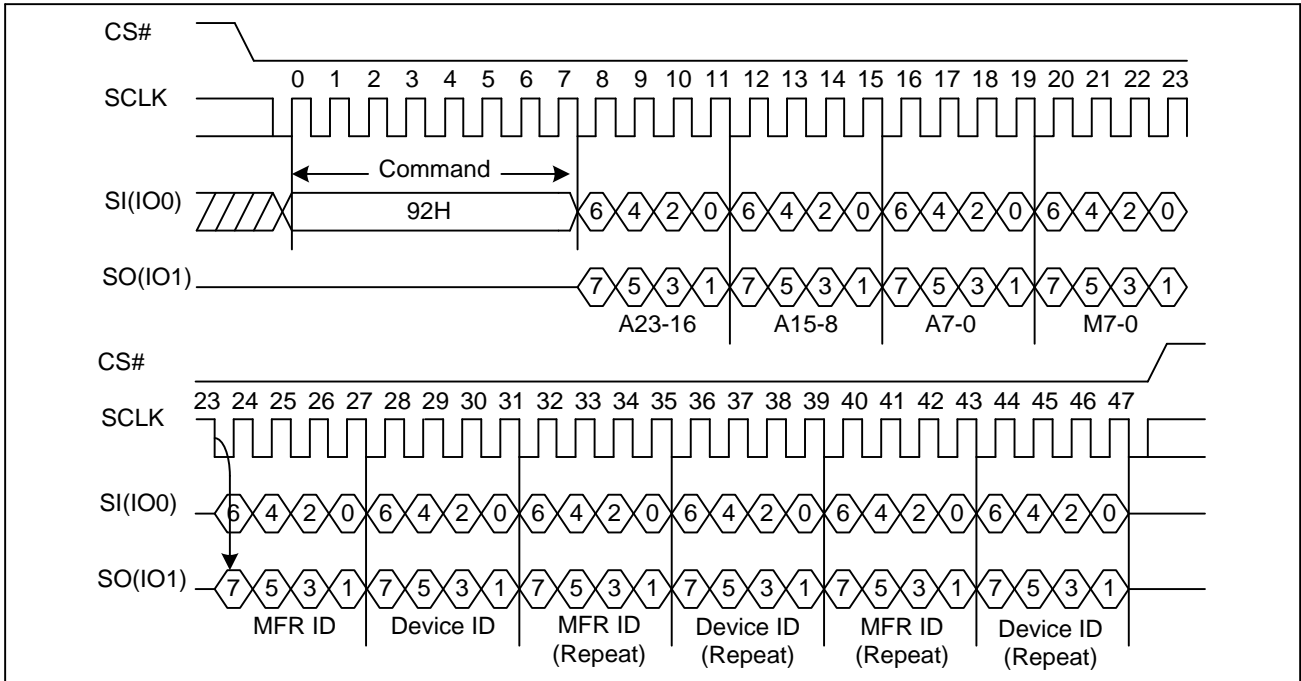 CS#
0 1 2 3 4 5 6 7 8 9 10 11 12 13 14 15 16 17 18 19 20 21 22 23
SCLK
Command
SI(IO0) 92H 6 4 2 0 6 4 2 0 6 4 2 0 6 4 2 0
SO(IO1) 7 5 3 1 7 5 3 1 7 5 3 1 7 5 3 1
A23-16 A15-8 A7-0 M7-0
CS#
23 24 25 26 27 28 29 30 31 32 33 34 35 36 37 38 39 40 41 42 43 44 45 46 47
SCLK
SI(IO0) 6 4 2 0 6 4 2 0 6 4 2 0 6 4 2 0 6 4 2 0 6 4 2 0
SO(IO1) 7 5 3 1 7 5 3 1 7 5 3 1 7 5 3 1 7 5 3 1 7 5 3 1
MFR ID Device ID MFR ID Device ID MFR ID Device ID
(Repeat) (Repeat) (Repeat) (Repeat)